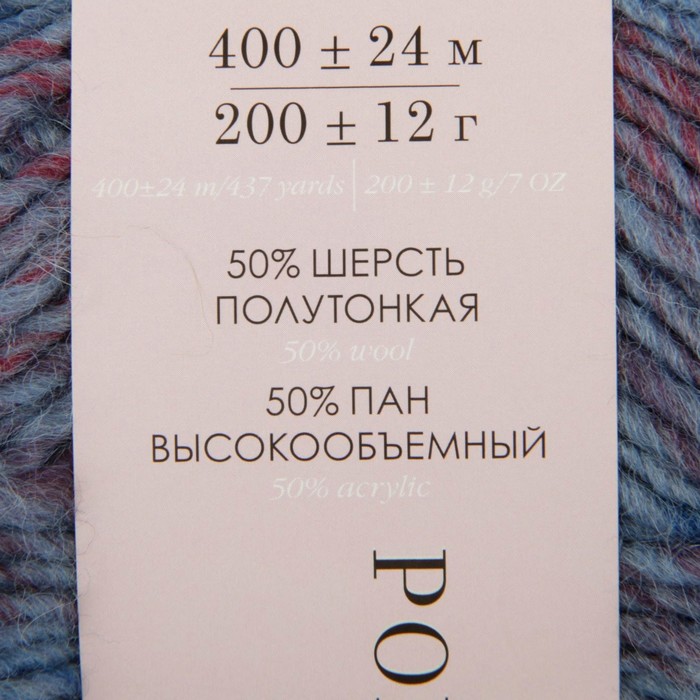 400 ± 24 м
200 ± 12 г
400±24 m/437 yards | 200 ± 12 g/7 OZ
50% ШЕРСТЬ
ПОЛУТОНКАЯ
50% wool
50% ПАН
ВЫСОКООБЪЕМНЫЙ
50% acrylic
РО